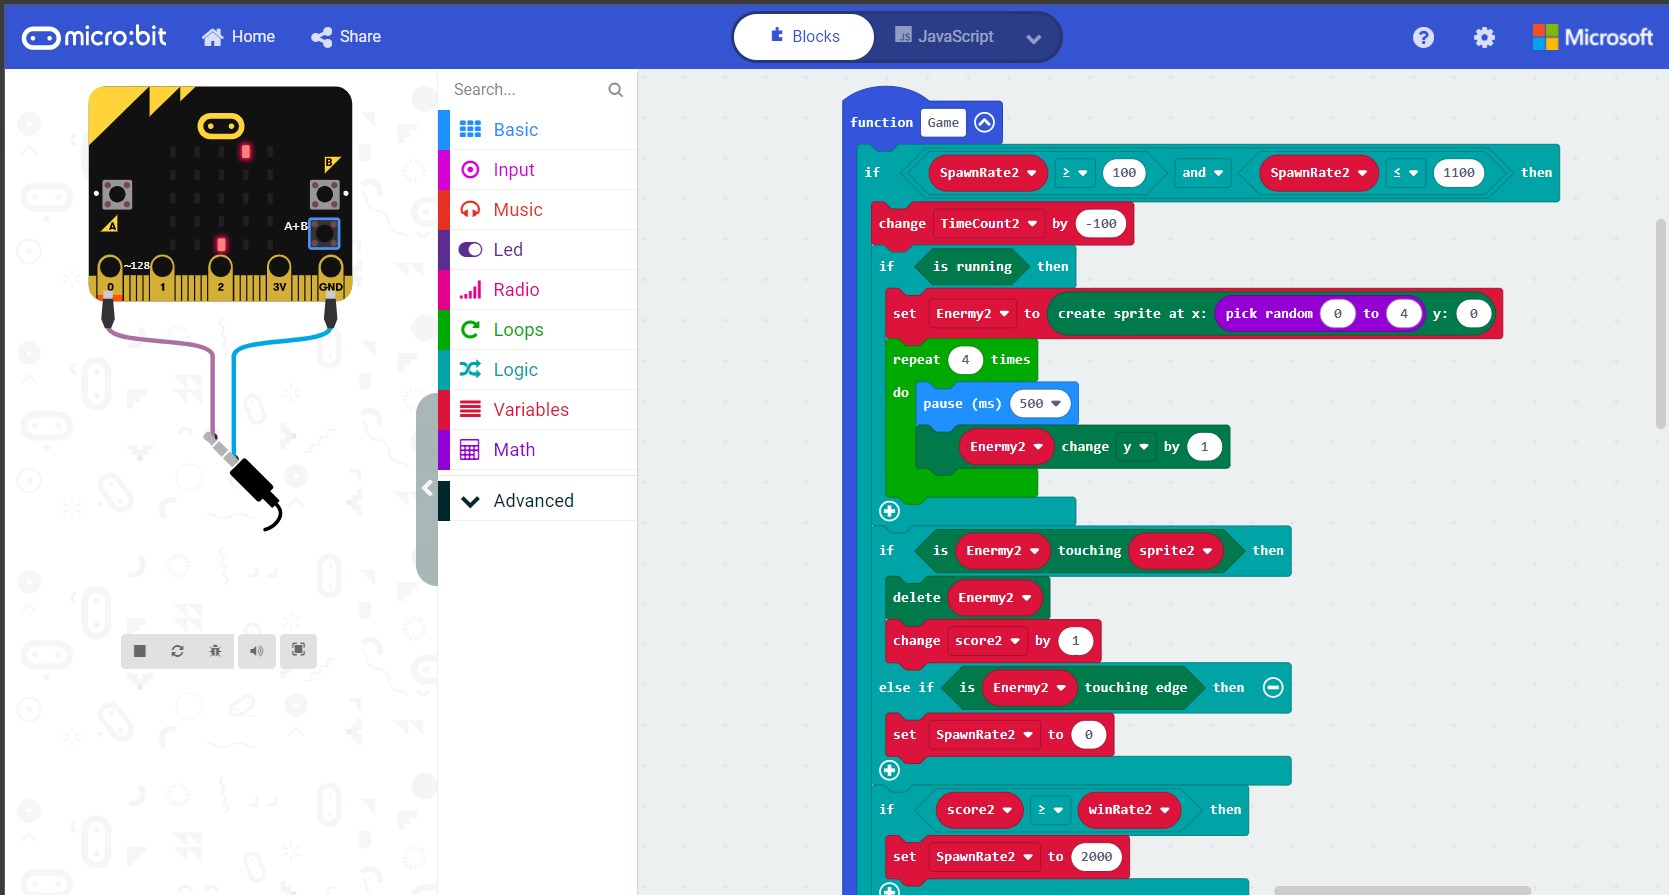 micro:bit Home Share Blocks JavaScript ? Microsoft
B
A
A+B
~128
0 1 2 3V GND
Search...
Basic
Input
Music
Led
Radio
Loops
Logic
Variables
Math
Advanced
function Game
if SpawnRate2 ≥ 100 and SpawnRate2 ≤ 1100 then
change TimeCount2 by -100
if is running then
set Enermy2 to create sprite at x: pick random 0 to 4 y: 0
repeat 4 times
do pause (ms) 500
Enermy2 change y by 1
if is Enermy2 touching sprite2 then
delete Enermy2
change score2 by 1
else if is Enermy2 touching edge then
set SpawnRate2 to 0
if score2 ≥ winRate2 then
set SpawnRate2 to 2000